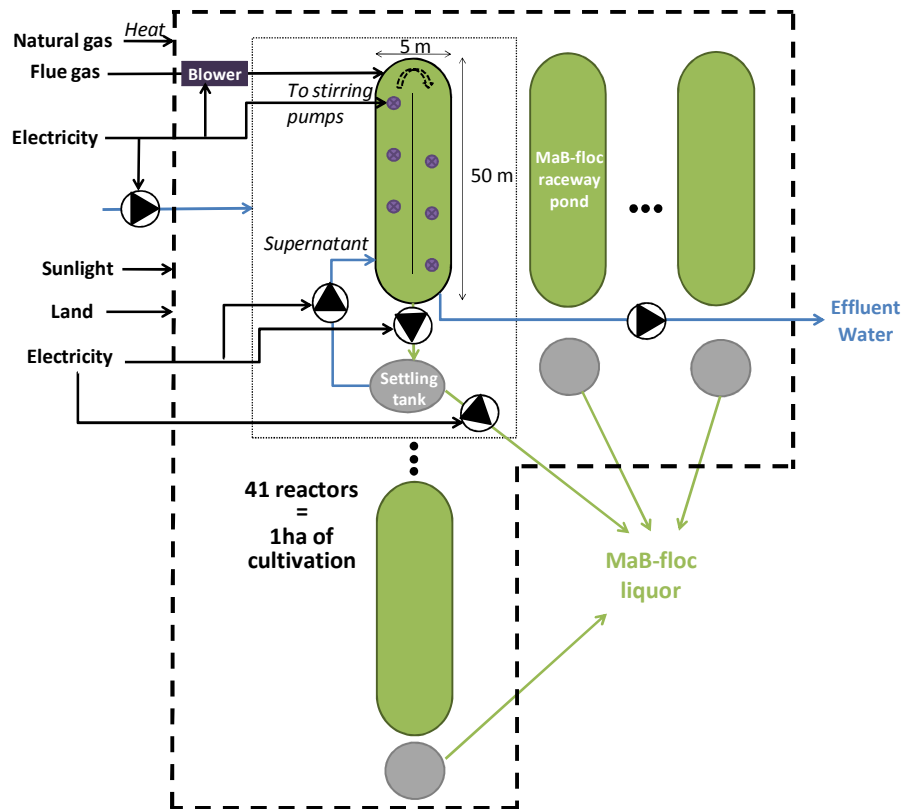 Natural gas
Heat
Flue gas
Blower
Electricity
To stirring
pumps
5 m
50 m
MaB-floc
raceway
pond
Supernatant
Sunlight
Land
Electricity
Settling
tank
Effluent
Water
41 reactors
=
1ha of
cultivation
MaB-floc
liquor